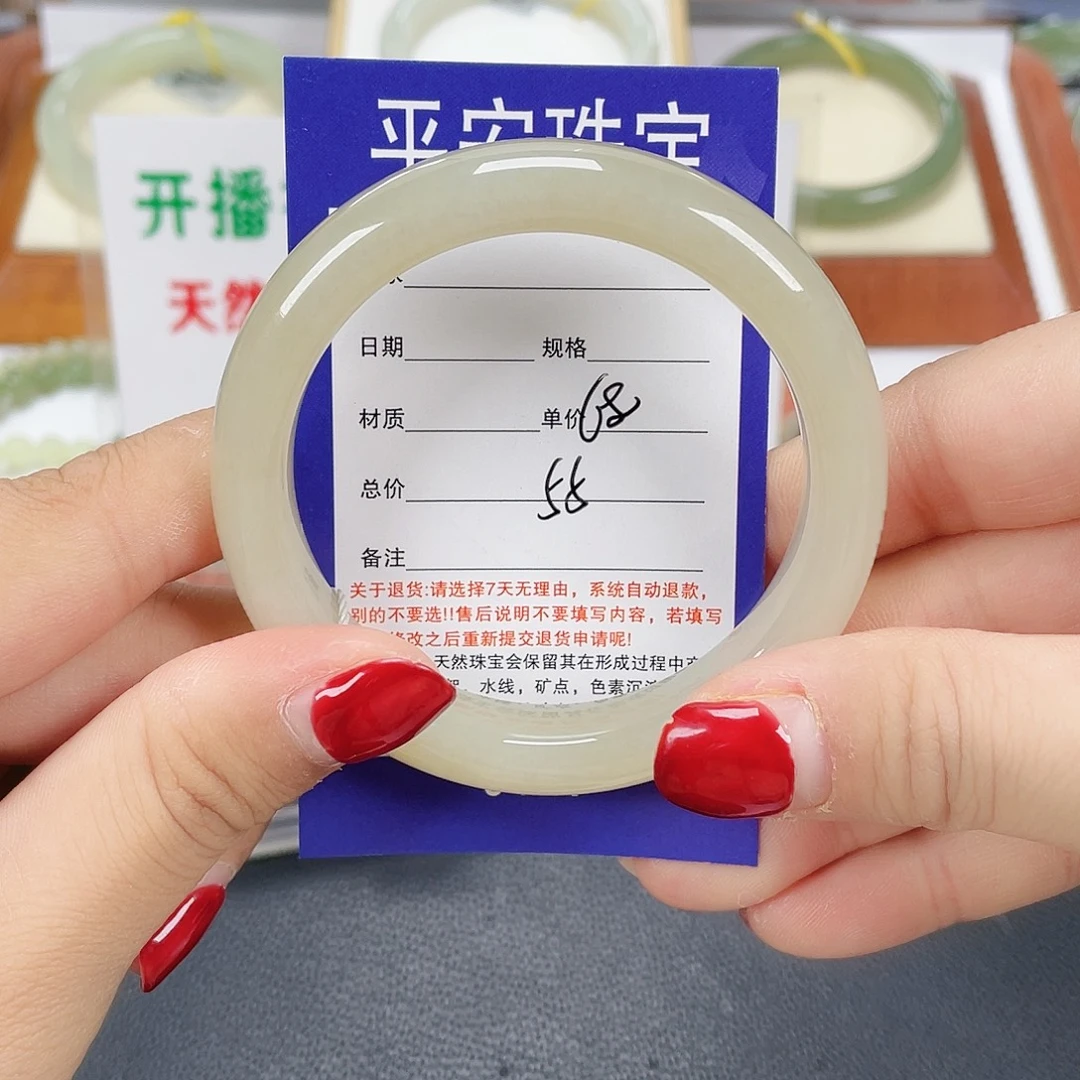 平安珠宝
开播
天然
日期 规格
材质 单价 68
总价 58
备注
关于退货:请选择7天无理由，系统自动退款，
别的不要选!!售后说明不要填写内容，若填写
修改之后重新提交退货申请呢!
天然珠宝会保留其在形成过程中
水线，矿点，色素沉